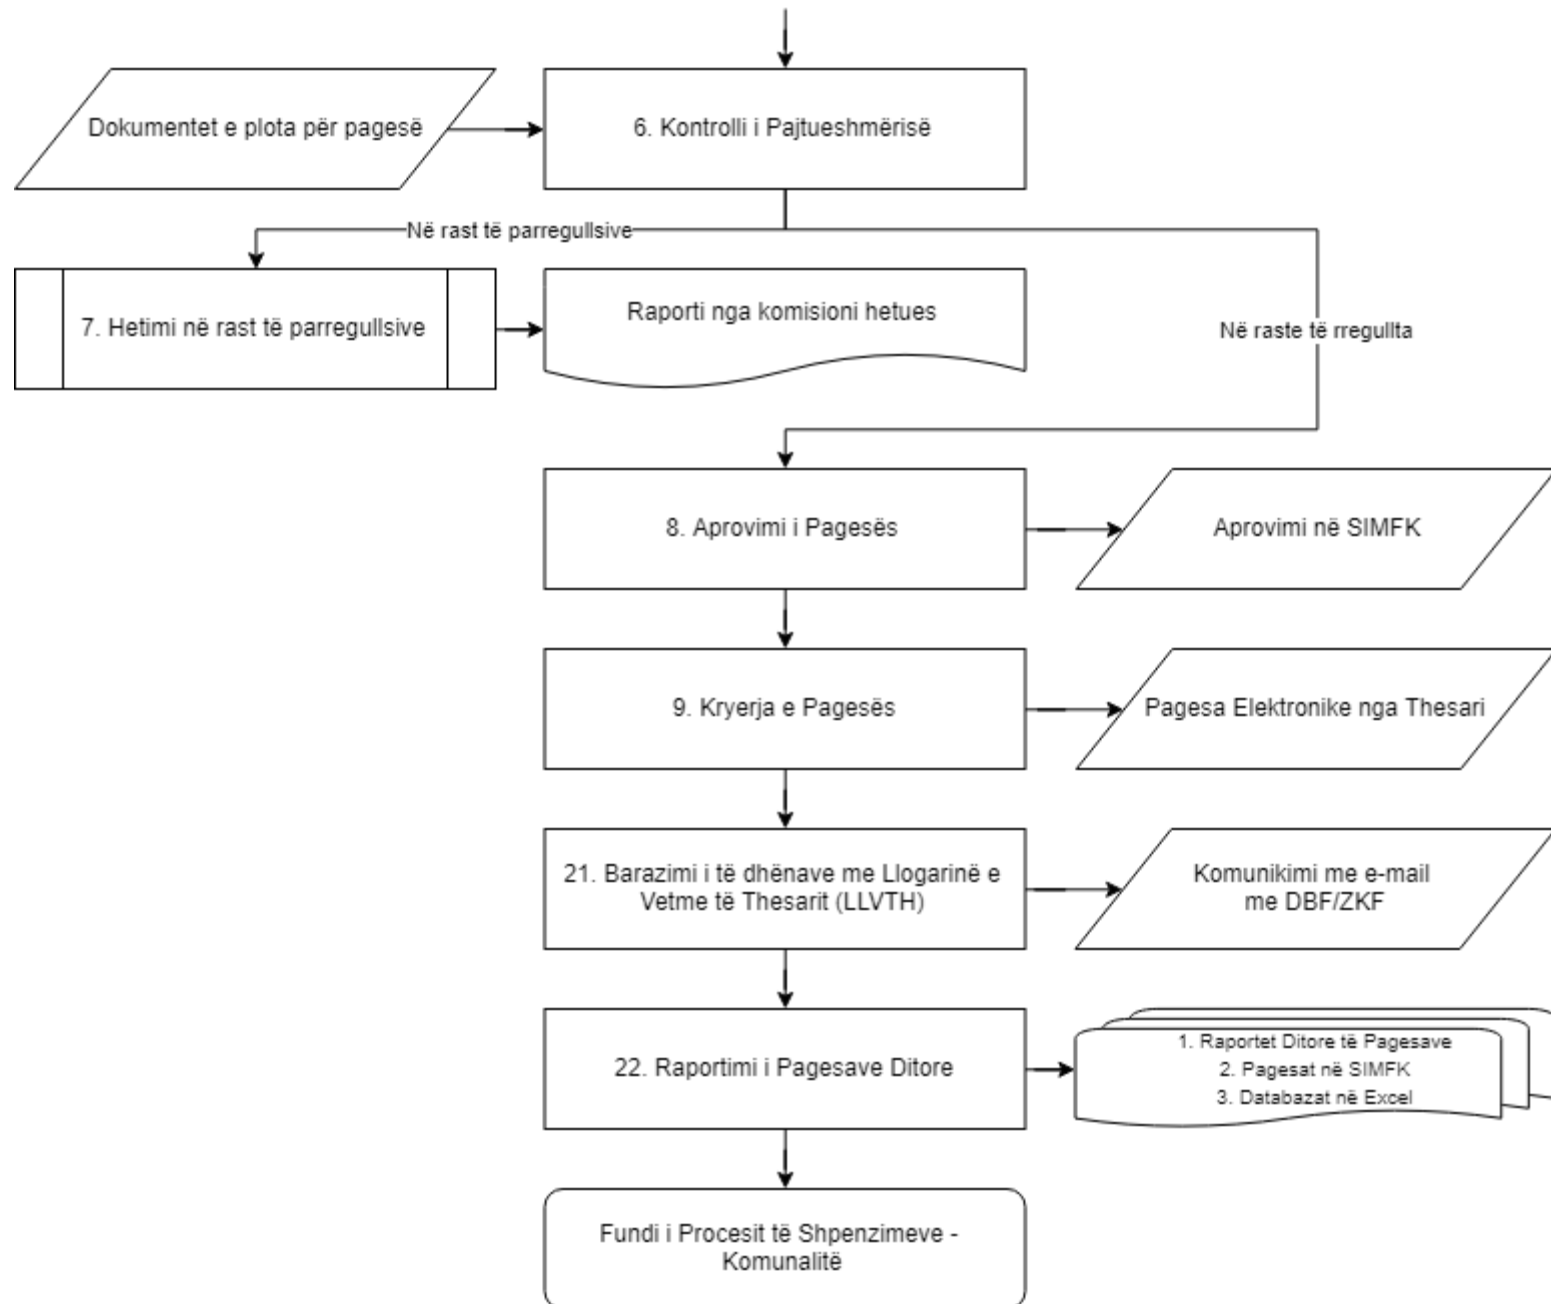 Dokumentet e plota për pagesë
6. Kontrolli i Pajtueshmërisë
Në rast të parregullsive
7. Hetimi në rast të parregullsive
Raporti nga komisioni hetues
Në raste të rregullta
8. Aprovimi i Pagesës
Aprovimi në SIMFK
9. Kryerja e Pagesës
Pagesa Elektronike nga Thesari
21. Barazimi i të dhënave me Llogarinë e
Vetme të Thesarit (LLVTH)
Komunikimi me e-mail
me DBF/ZKF
22. Raportimi i Pagesave Ditore
1. Raportet Ditore të Pagesave
2. Pagesat në SIMFK
3. Databazat në Excel
Fundi i Procesit të Shpenzimeve -
Komunalitë